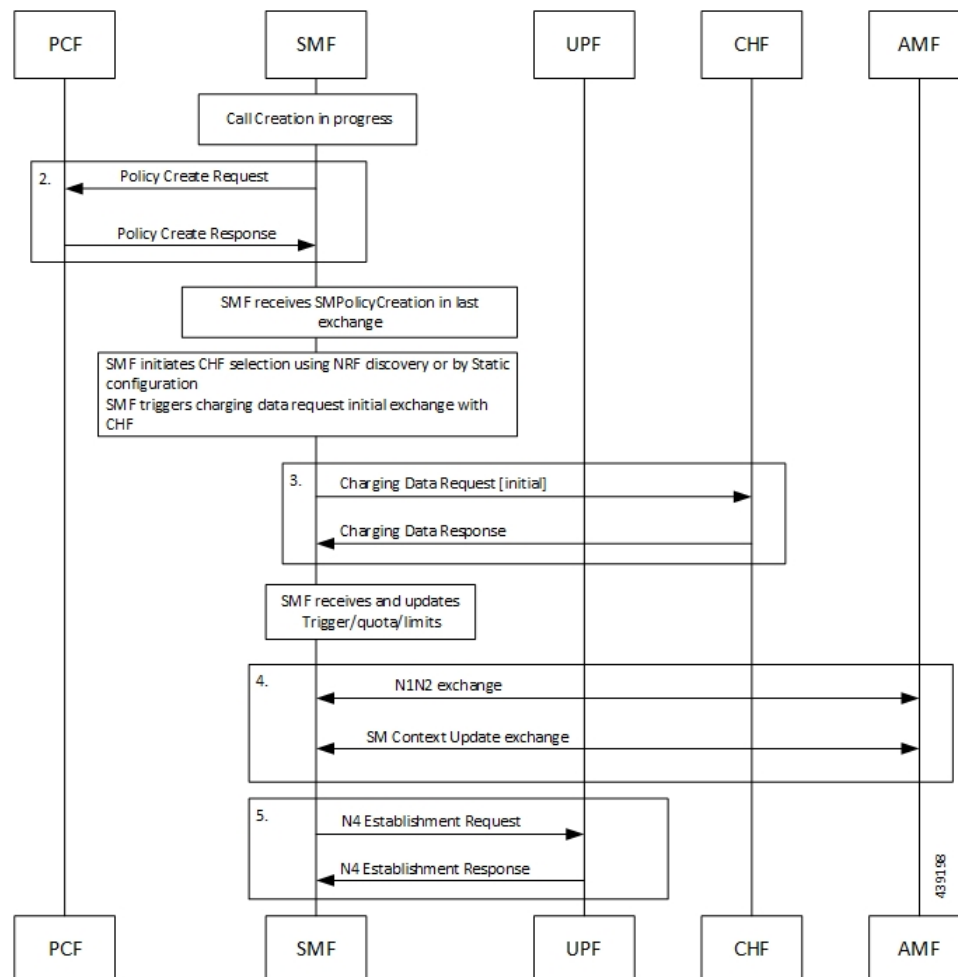 PCF
SMF
UPF
CHF
AMF
Call Creation in progress
2.
Policy Create Request
Policy Create Response
SMF receives SMPolicyCreation in last
exchange
SMF initiates CHF selection using NRF discovery or by Static
configuration
SMF triggers charging data request initial exchange with
CHF
3.
Charging Data Request [initial]
Charging Data Response
SMF receives and updates
Trigger/quota/limits
4.
N1N2 exchange
SM Context Update exchange
5.
N4 Establishment Request
N4 Establishment Response
439198
PCF
SMF
UPF
CHF
AMF